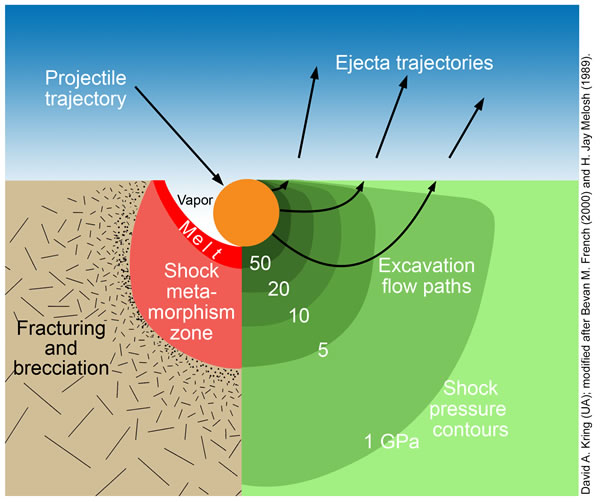 Projectile
trajectory
Ejecta trajectories
Vapor
Melt
Shock
meta-
morphism
zone
Fracturing
and
brecciation
50
20
10
5
1 GPa
Excavation
flow paths
Shock
pressure
contours
David A. Kring (UA); modified after Bevan M. French (2000) and H. Jay Melosh (1989).